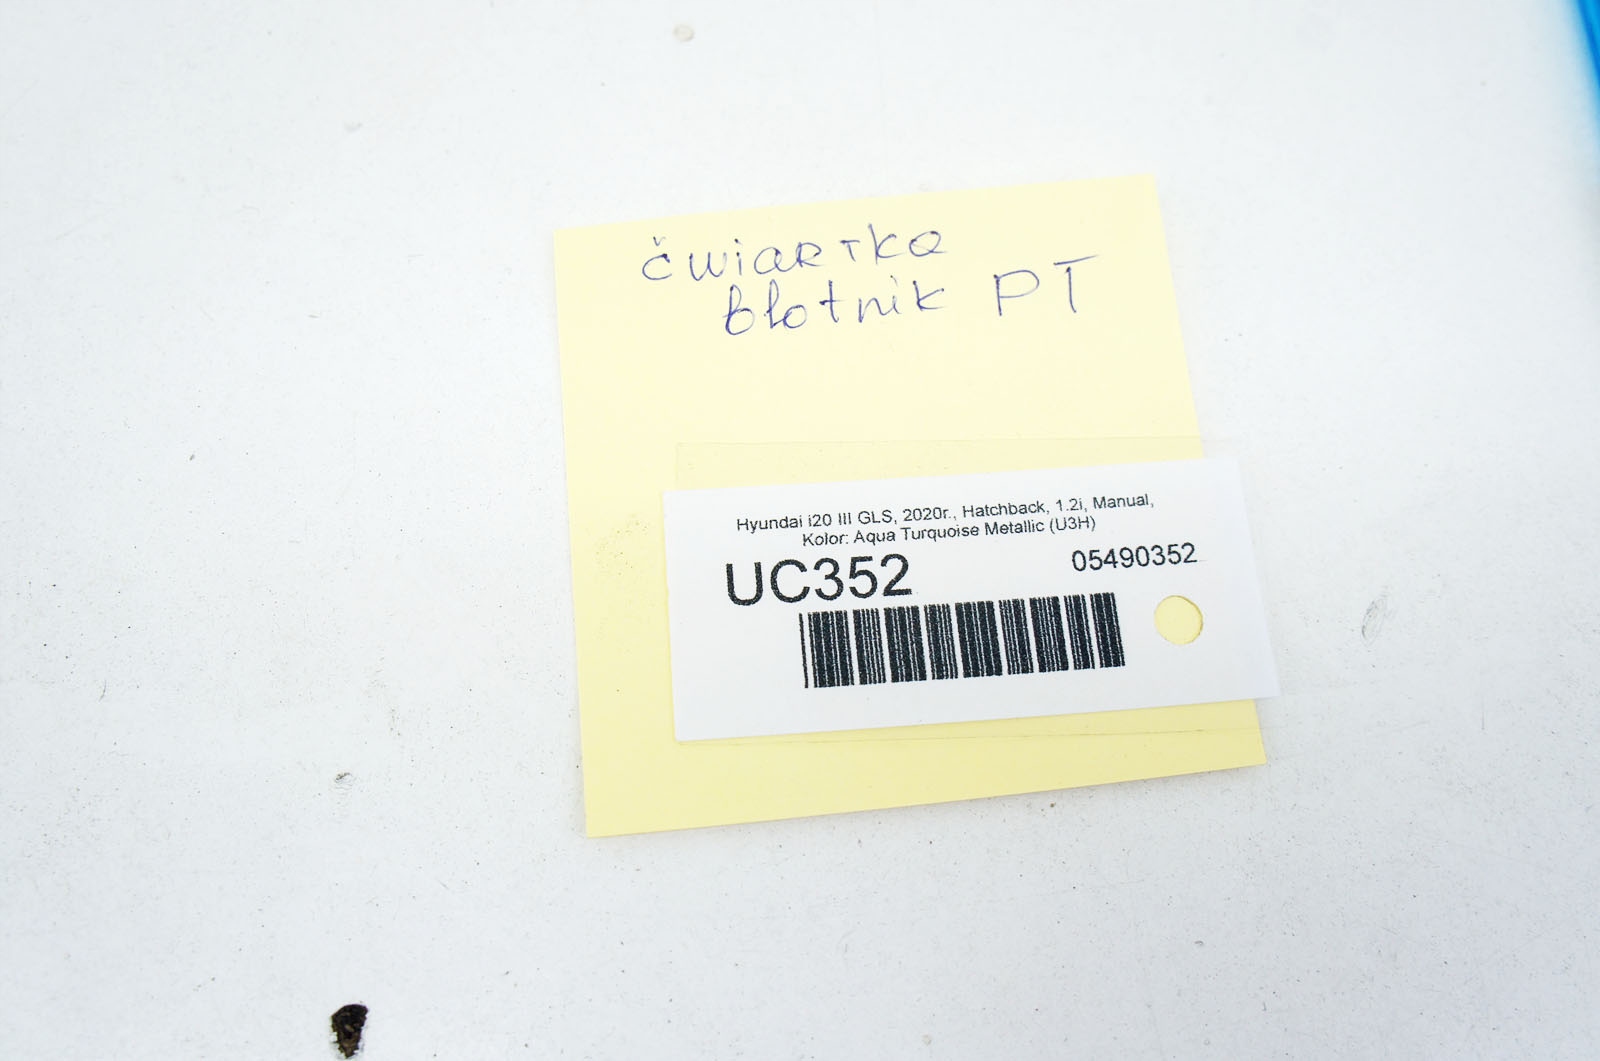 čwiartka
błotnik PT
Hyundai i20 III GLS, 2020r., Hatchback, 1.2i, Manual,
Kolor: Aqua Turquoise Metallic (U3H)
UC352 05490352